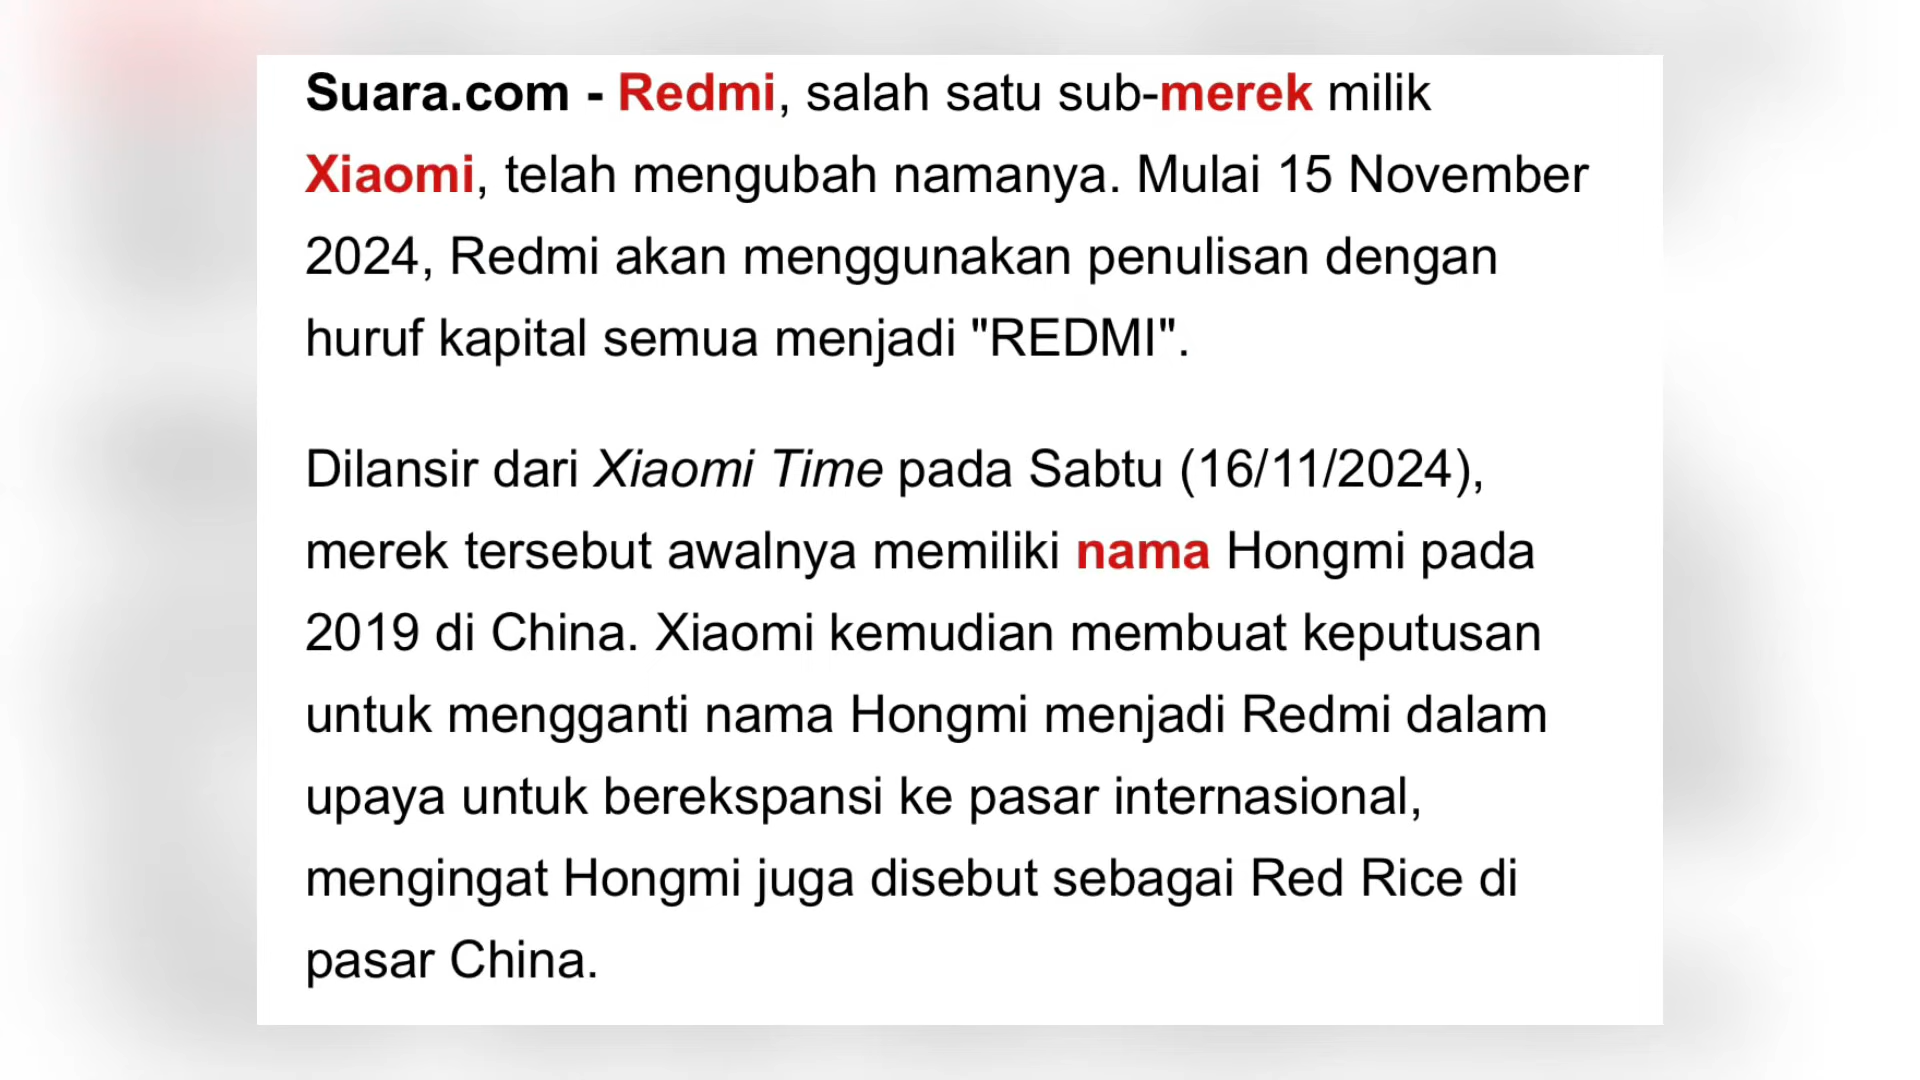 Suara.com - Redmi, salah satu sub-merek milik
Xiaomi, telah mengubah namanya. Mulai 15 November
2024, Redmi akan menggunakan penulisan dengan
huruf kapital semua menjadi "REDMI".
Dilansir dari Xiaomi Time pada Sabtu (16/11/2024),
merek tersebut awalnya memiliki nama Hongmi pada
2019 di China. Xiaomi kemudian membuat keputusan
untuk mengganti nama Hongmi menjadi Redmi dalam
upaya untuk berekspansi ke pasar internasional,
mengingat Hongmi juga disebut sebagai Red Rice di
pasar China.